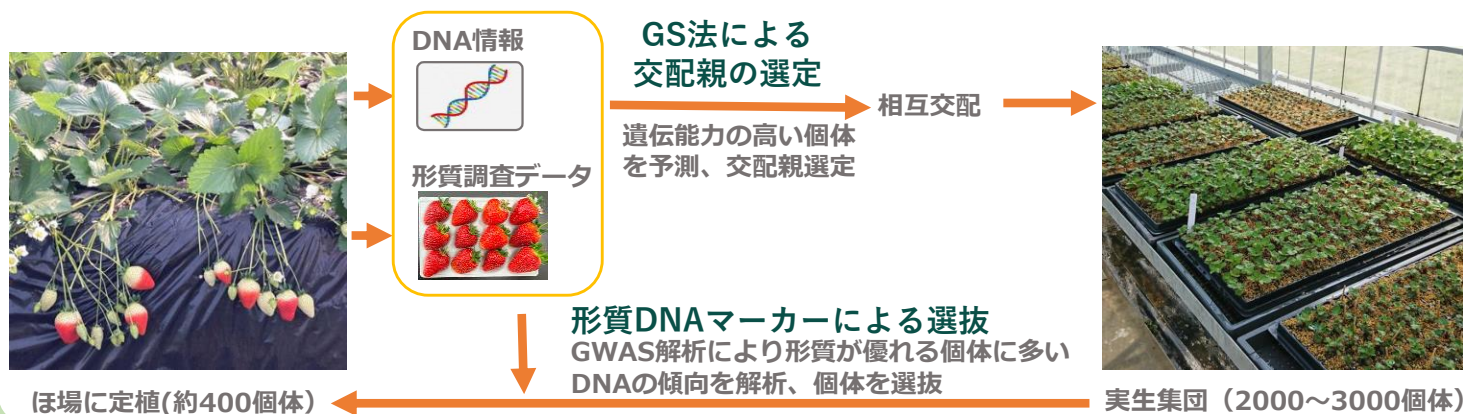 DNA情報
形質調査データ
GS法による
交配親の選定
遺伝能力の高い個体
を予測、交配親選定
相互交配
形質DNAマーカーによる選抜
GWAS解析により形質が優れる個体に多い
DNAの傾向を解析、個体を選抜
ほ場に定植(約400個体)
実生集団（2000～3000個体）